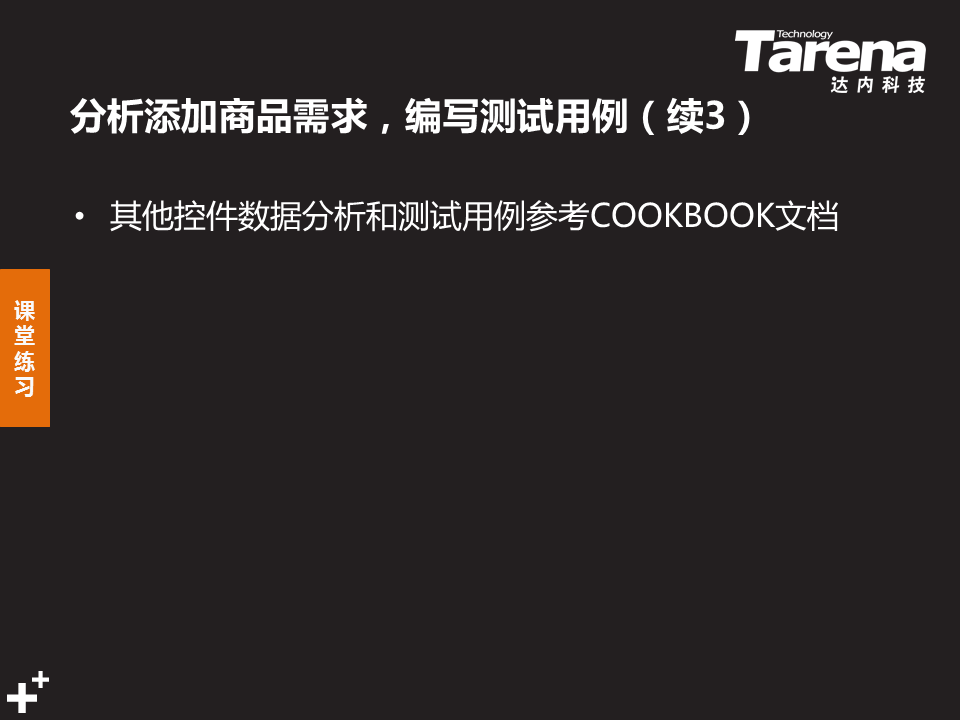 Technology
Tarena
达内科技
分析添加商品需求，编写测试用例（续3）
• 其他控件数据分析和测试用例参考COOKBOOK文档
课
堂
练
习